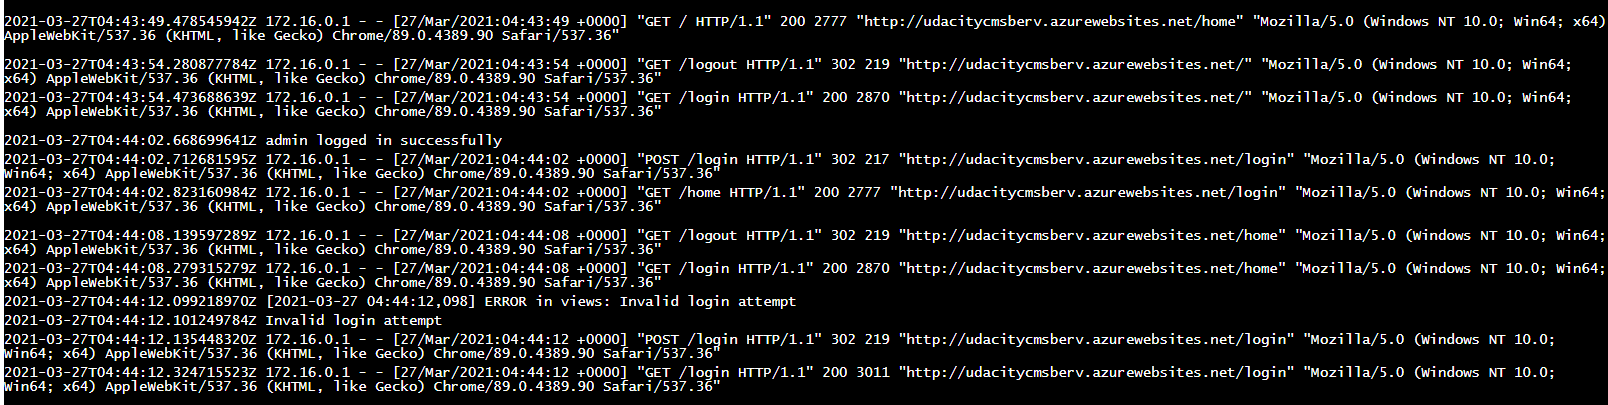 2021-03-27T04:43:49.478545942Z 172.16.0.1 - - [27/Mar/2021:04:43:49 +0000] "GET / HTTP/1.1" 200 2777 "http://udacitycmsberv.azurewebsites.net/home" "Mozilla/5.0 (Windows NT 10.0; Win64; x64)
AppleWebKit/537.36 (KHTML, like Gecko) Chrome/89.0.4389.90 Safari/537.36"
2021-03-27T04:43:54.280877784Z 172.16.0.1 - - [27/Mar/2021:04:43:54 +0000] "GET /logout HTTP/1.1" 302 219 "http://udacitycmsberv.azurewebsites.net/" "Mozilla/5.0 (Windows NT 10.0; Win64;
x64) AppleWebKit/537.36 (KHTML, like Gecko) Chrome/89.0.4389.90 Safari/537.36"
2021-03-27T04:43:54.473688639Z 172.16.0.1 - - [27/Mar/2021:04:43:54 +0000] "GET /login HTTP/1.1" 200 2870 "http://udacitycmsberv.azurewebsites.net/" "Mozilla/5.0 (Windows NT 10.0; Win64;
x64) AppleWebKit/537.36 (KHTML, like Gecko) Chrome/89.0.4389.90 Safari/537.36"
2021-03-27T04:44:02.668699641Z admin logged in successfully
2021-03-27T04:44:02.712681595Z 172.16.0.1 - - [27/Mar/2021:04:44:02 +0000] "POST /login HTTP/1.1" 302 217 "http://udacitycmsberv.azurewebsites.net/login" "Mozilla/5.0 (Windows NT 10.0;
Win64; x64) AppleWebKit/537.36 (KHTML, like Gecko) Chrome/89.0.4389.90 Safari/537.36"
2021-03-27T04:44:02.823160984Z 172.16.0.1 - - [27/Mar/2021:04:44:02 +0000] "GET /home HTTP/1.1" 200 2777 "http://udacitycmsberv.azurewebsites.net/login" "Mozilla/5.0 (Windows NT 10.0; Win64;
x64) AppleWebKit/537.36 (KHTML, like Gecko) Chrome/89.0.4389.90 Safari/537.36"
2021-03-27T04:44:08.139597289Z 172.16.0.1 - - [27/Mar/2021:04:44:08 +0000] "GET /logout HTTP/1.1" 302 219 "http://udacitycmsberv.azurewebsites.net/home" "Mozilla/5.0 (Windows NT 10.0; Win64;
x64) AppleWebKit/537.36 (KHTML, like Gecko) Chrome/89.0.4389.90 Safari/537.36"
2021-03-27T04:44:08.279315279Z 172.16.0.1 - - [27/Mar/2021:04:44:08 +0000] "GET /login HTTP/1.1" 200 2870 "http://udacitycmsberv.azurewebsites.net/home" "Mozilla/5.0 (Windows NT 10.0; Win64;
x64) AppleWebKit/537.36 (KHTML, like Gecko) Chrome/89.0.4389.90 Safari/537.36"
2021-03-27T04:44:12.099218970Z [2021-03-27 04:44:12,098] ERROR in views: Invalid login attempt
2021-03-27T04:44:12.101249784Z Invalid login attempt
2021-03-27T04:44:12.135448320Z 172.16.0.1 - - [27/Mar/2021:04:44:12 +0000] "POST /login HTTP/1.1" 302 219 "http://udacitycmsberv.azurewebsites.net/login" "Mozilla/5.0 (Windows NT 10.0;
Win64; x64) AppleWebKit/537.36 (KHTML, like Gecko) Chrome/89.0.4389.90 Safari/537.36"
2021-03-27T04:44:12.324715523Z 172.16.0.1 - - [27/Mar/2021:04:44:12 +0000] "GET /login HTTP/1.1" 200 3011 "http://udacitycmsberv.azurewebsites.net/login" "Mozilla/5.0 (Windows NT 10.0;
Win64; x64) AppleWebKit/537.36 (KHTML, like Gecko) Chrome/89.0.4389.90 Safari/537.36"